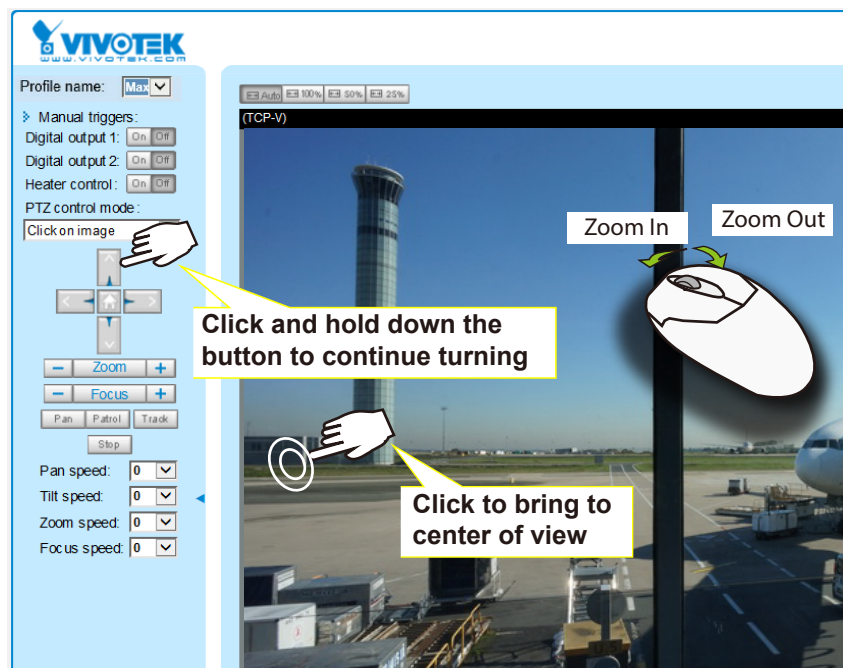 VIVOTEK
www.vivotek.com
Profile name: Max
Manual triggers:
Digital output 1: On Off
Digital output 2: On Off
Heater control: On Off
PTZ control mode:
Click on image
Zoom
Focus
Pan Patrol Track
Stop
Pan speed: 0
Tilt speed: 0
Zoom speed: 0
Focus speed: 0
Auto 100% 50% 25%
(TCP-V)
Zoom In
Zoom Out
Click and hold down the
button to continue turning
Click to bring to
center of view